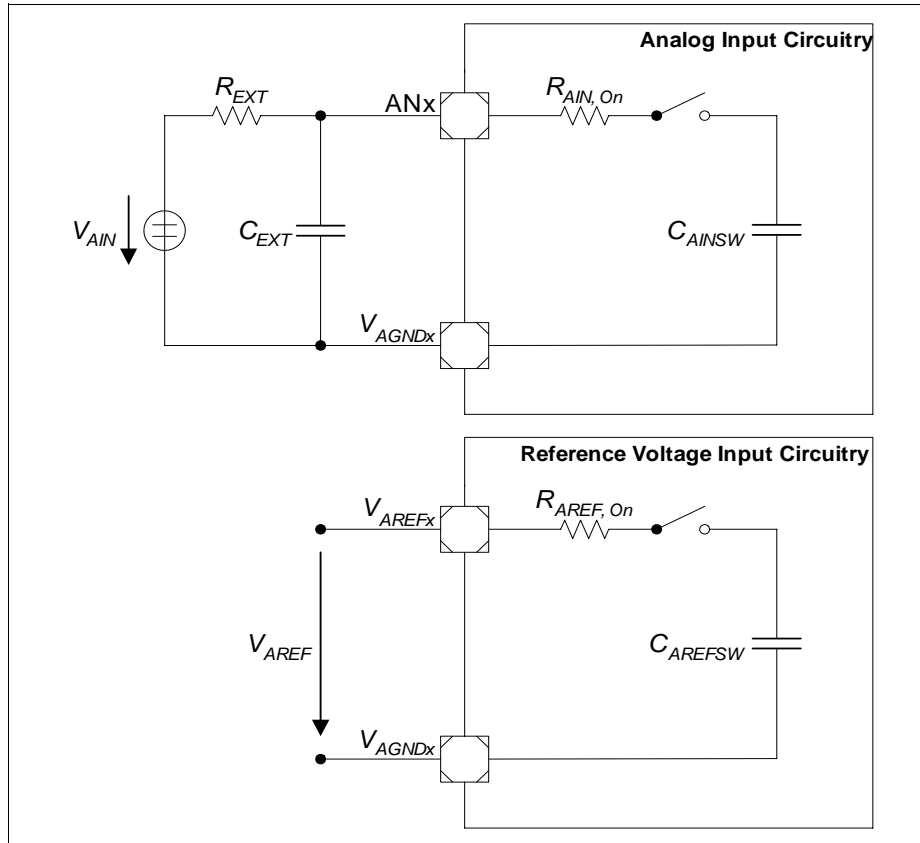 Analog Input Circuitry
R_EXT
ANx
R_AIN, On
V_AIN
C_EXT
C_AINSW
V_AGNDx
Reference Voltage Input Circuitry
V_AREFx
R_AREF, On
V_AREF
C_AREFSW
V_AGNDx